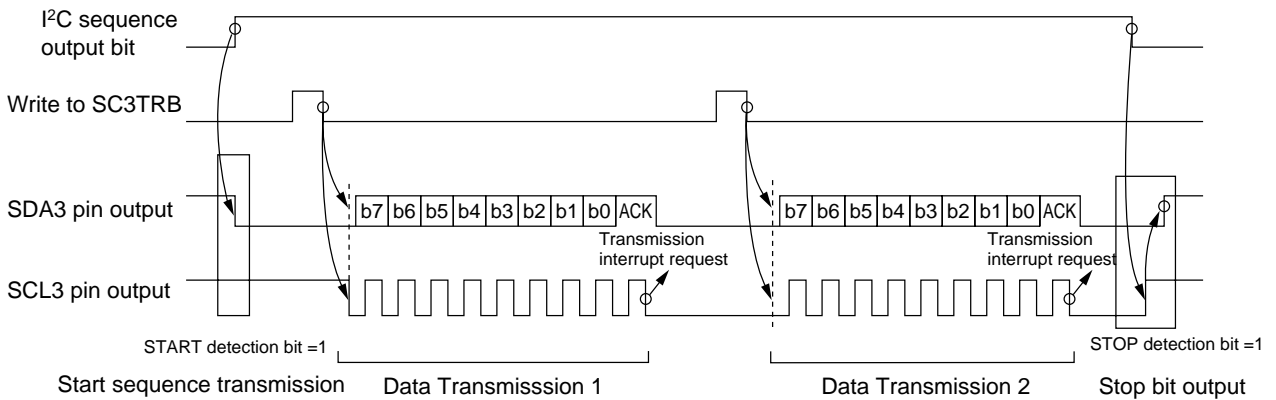 I²C sequence
output bit
Write to SC3TRB
SDA3 pin output
b7 b6 b5 b4 b3 b2 b1 b0 ACK
b7 b6 b5 b4 b3 b2 b1 b0 ACK
Transmission
interrupt request
Transmission
interrupt request
SCL3 pin output
START detection bit =1
STOP detection bit =1
Start sequence transmission
Data Transmisssion 1
Data Transmission 2
Stop bit output